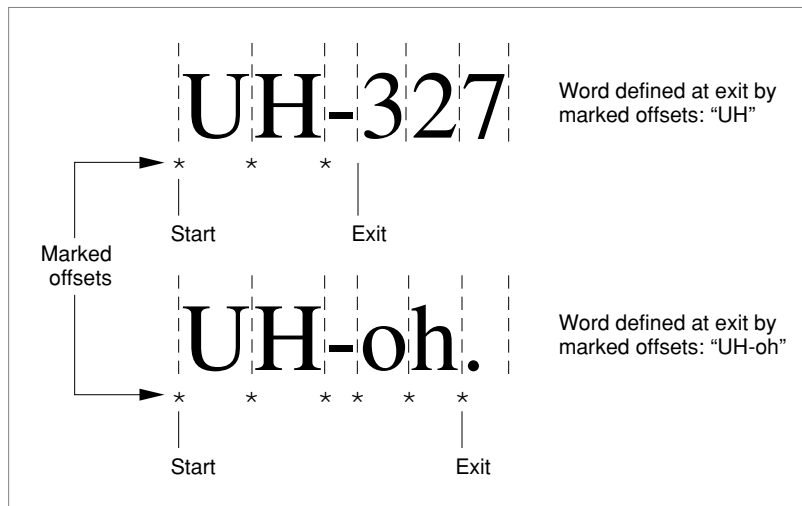 UH-327
Word defined at exit by
marked offsets: “UH”
* * *
Start Exit
Marked
offsets
UH-oh.
Word defined at exit by
marked offsets: “UH-oh”
* * * * * *
Start Exit